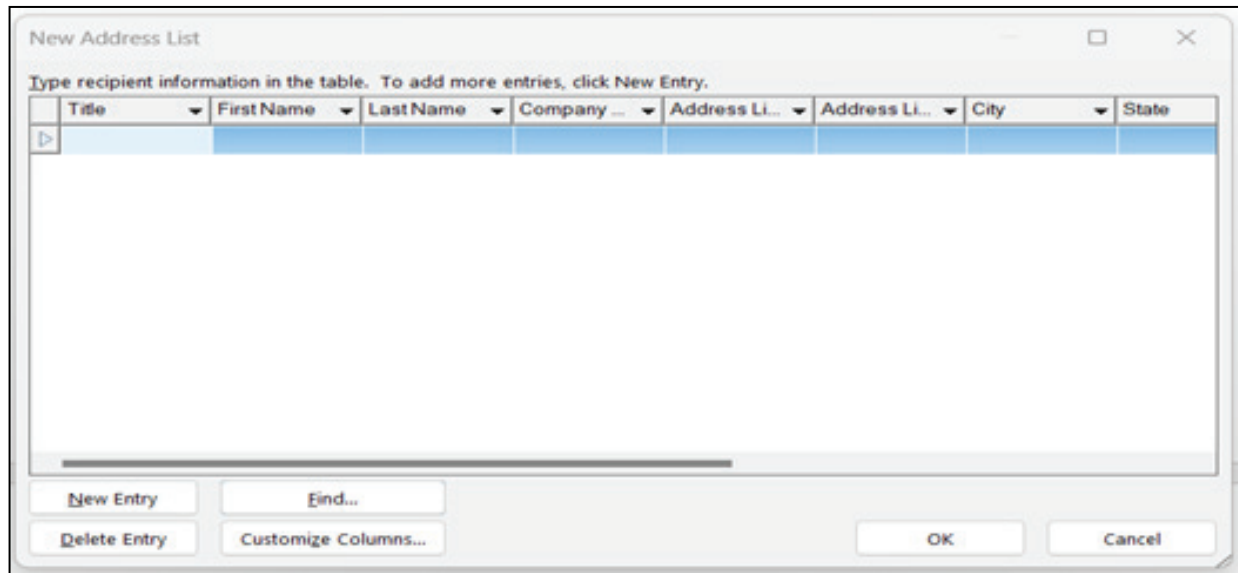 New Address List
Type recipient information in the table. To add more entries, click New Entry.
Title First Name Last Name Company ... Address Li... Address Li... City State
New Entry Find...
Delete Entry Customize Columns... OK Cancel